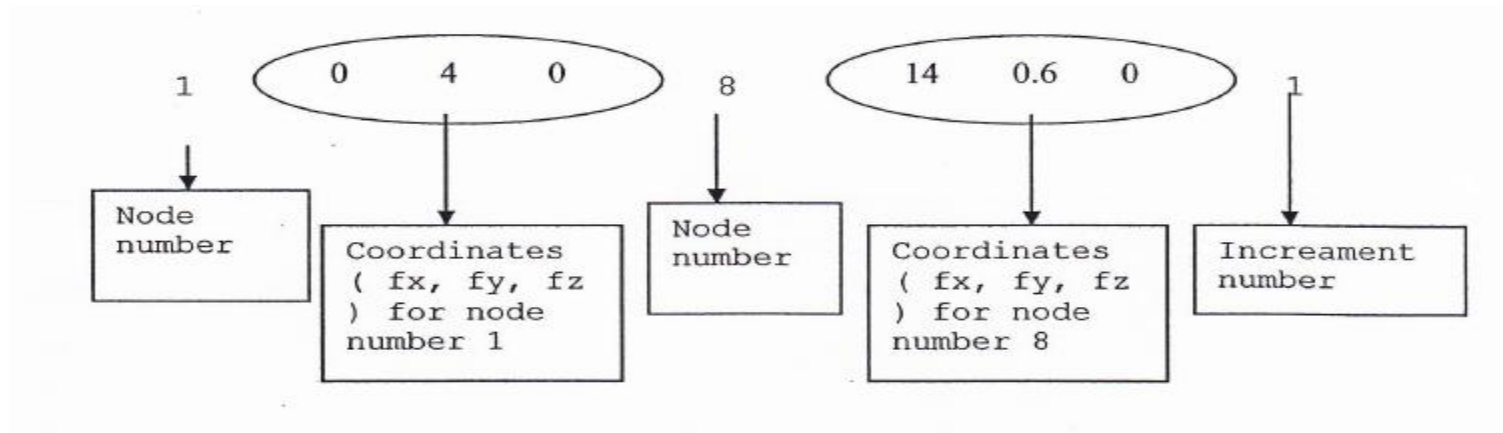 1 0 4 0 8 14 0.6 0 1
Node
number
Coordinates
( fx, fy, fz
) for node
number 1
Node
number
Coordinates
( fx, fy, fz
) for node
number 8
Increament
number